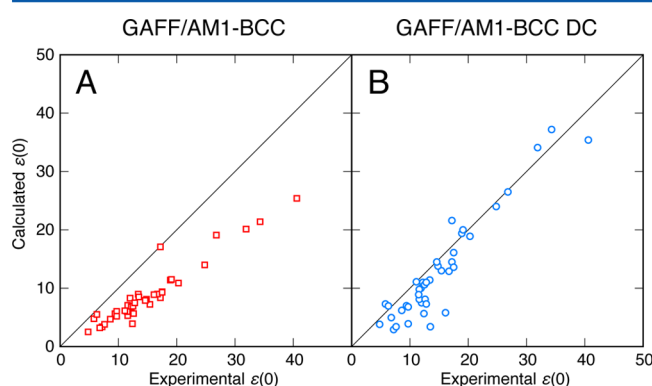 GAFF/AM1-BCC GAFF/AM1-BCC DC
50
A B
40
30
Calculated ε(0)
20
10
0
0 10 20 30 40 0 10 20 30 40 50
Experimental ε(0) Experimental ε(0)